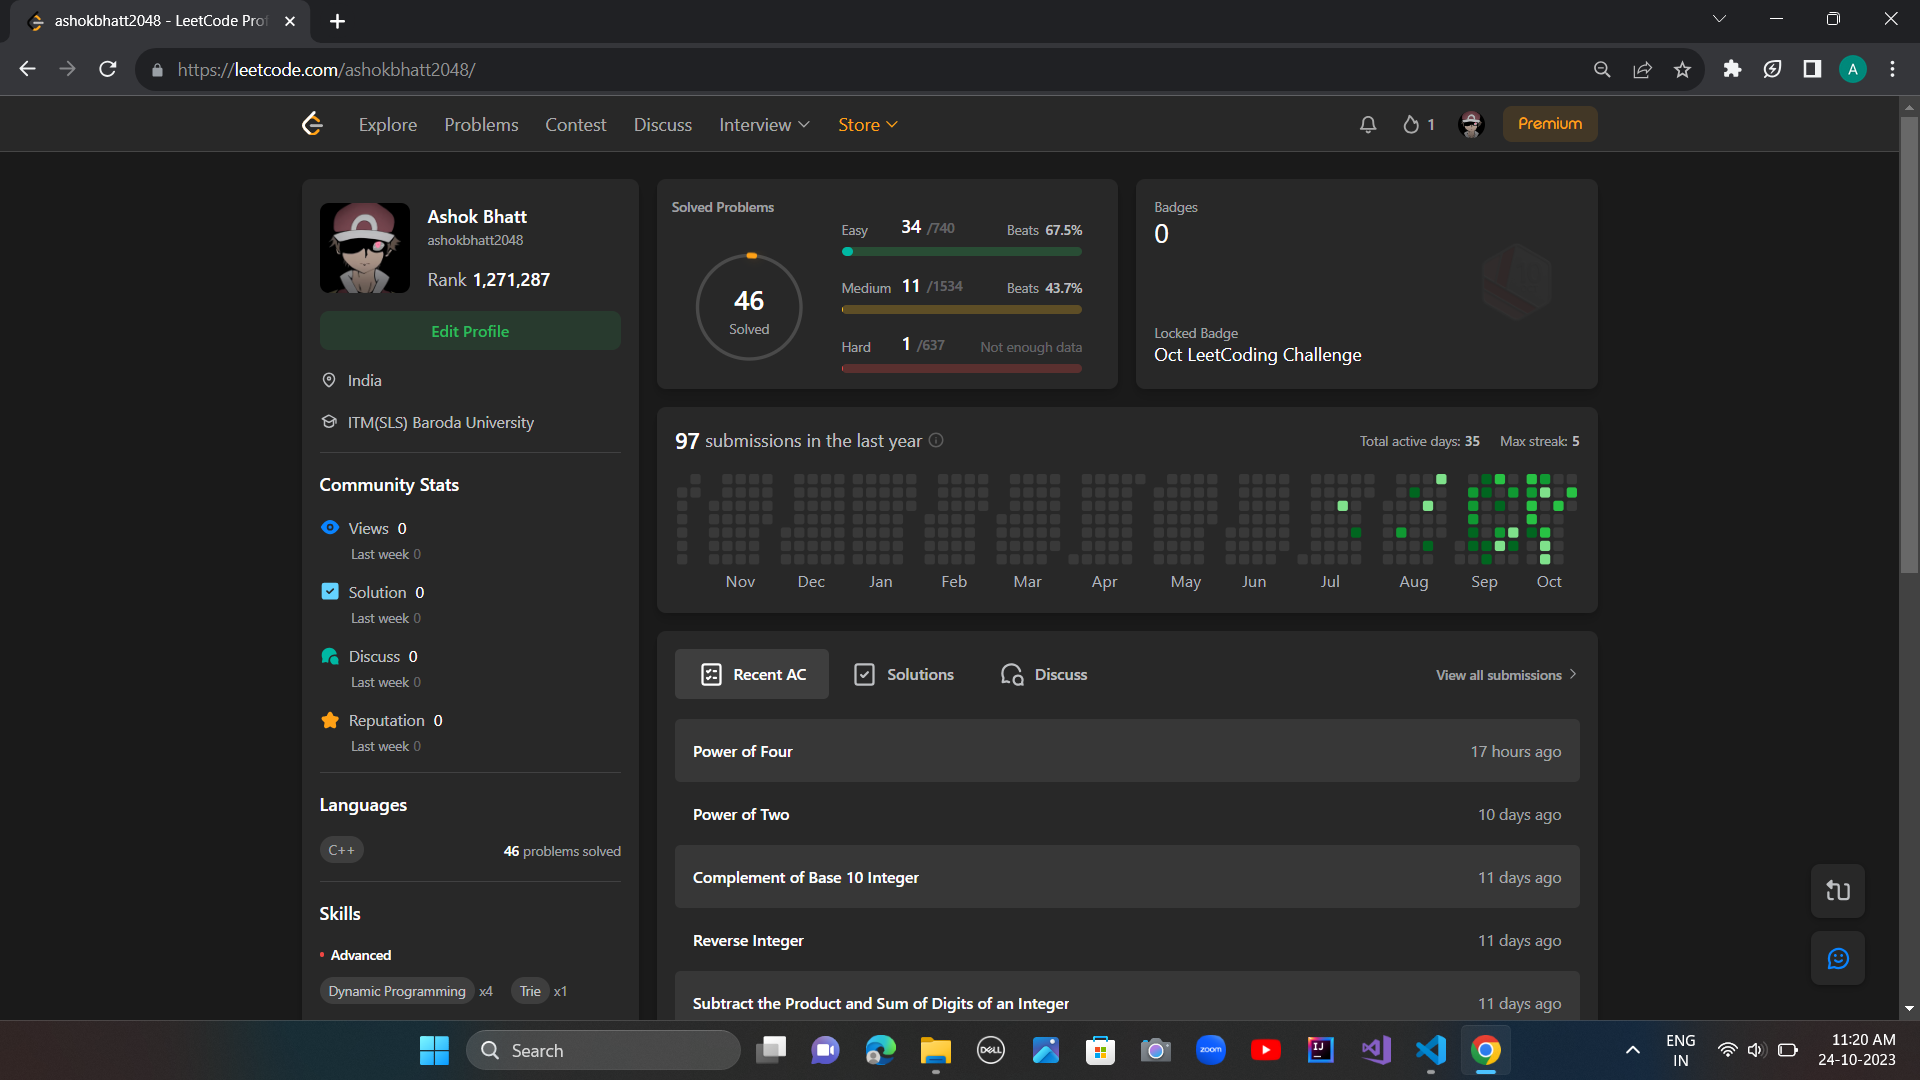 ashokbhatt2048 - LeetCode Prof
https://leetcode.com/ashokbhatt2048/
A
Explore Problems Contest Discuss Interview Store 1 Premium
Ashok Bhatt
ashokbhatt2048
Rank 1,271,287
Edit Profile
India
ITM(SLS) Baroda University
Community Stats
Views 0
Last week 0
Solution 0
Last week 0
Discuss 0
Last week 0
Reputation 0
Last week 0
Languages
C++ 46 problems solved
Skills
Advanced
Dynamic Programming x4 Trie x1
Solved Problems
46
Solved
Easy 34 /740 Beats 67.5%
Medium 11 /1534 Beats 43.7%
Hard 1 /637 Not enough data
Badges
0
Locked Badge
Oct LeetCoding Challenge
97 submissions in the last year Total active days: 35 Max streak: 5
Nov Dec Jan Feb Mar Apr May Jun Jul Aug Sep Oct
Recent AC Solutions Discuss View all submissions
Power of Four 17 hours ago
Power of Two 10 days ago
Complement of Base 10 Integer 11 days ago
Reverse Integer 11 days ago
Subtract the Product and Sum of Digits of an Integer 11 days ago
Search DELL zoom IJ ENG 11:20 AM
IN 24-10-2023